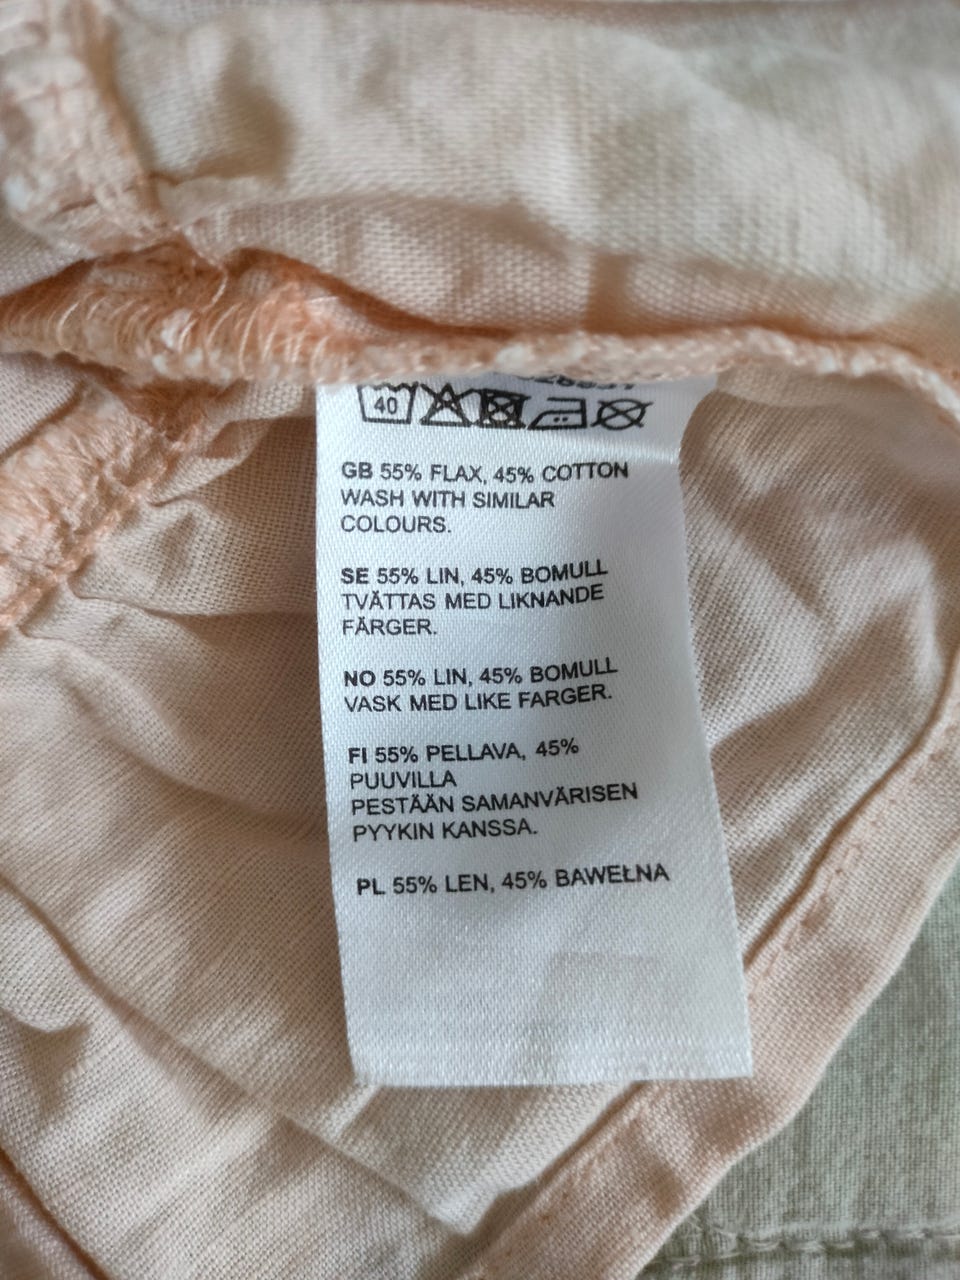 40
GB 55% FLAX, 45% COTTON
WASH WITH SIMILAR
COLOURS.
SE 55% LIN, 45% BOMULL
TVÄTTAS MED LIKNANDE
FÄRGER.
NO 55% LIN, 45% BOMULL
VASK MED LIKE FARGER.
FI 55% PELLAVA, 45%
PUUVILLA
PESTÄÄN SAMANVÄRISEN
PYYKIN KANSSA.
PL 55% LEN, 45% BAWEŁNA